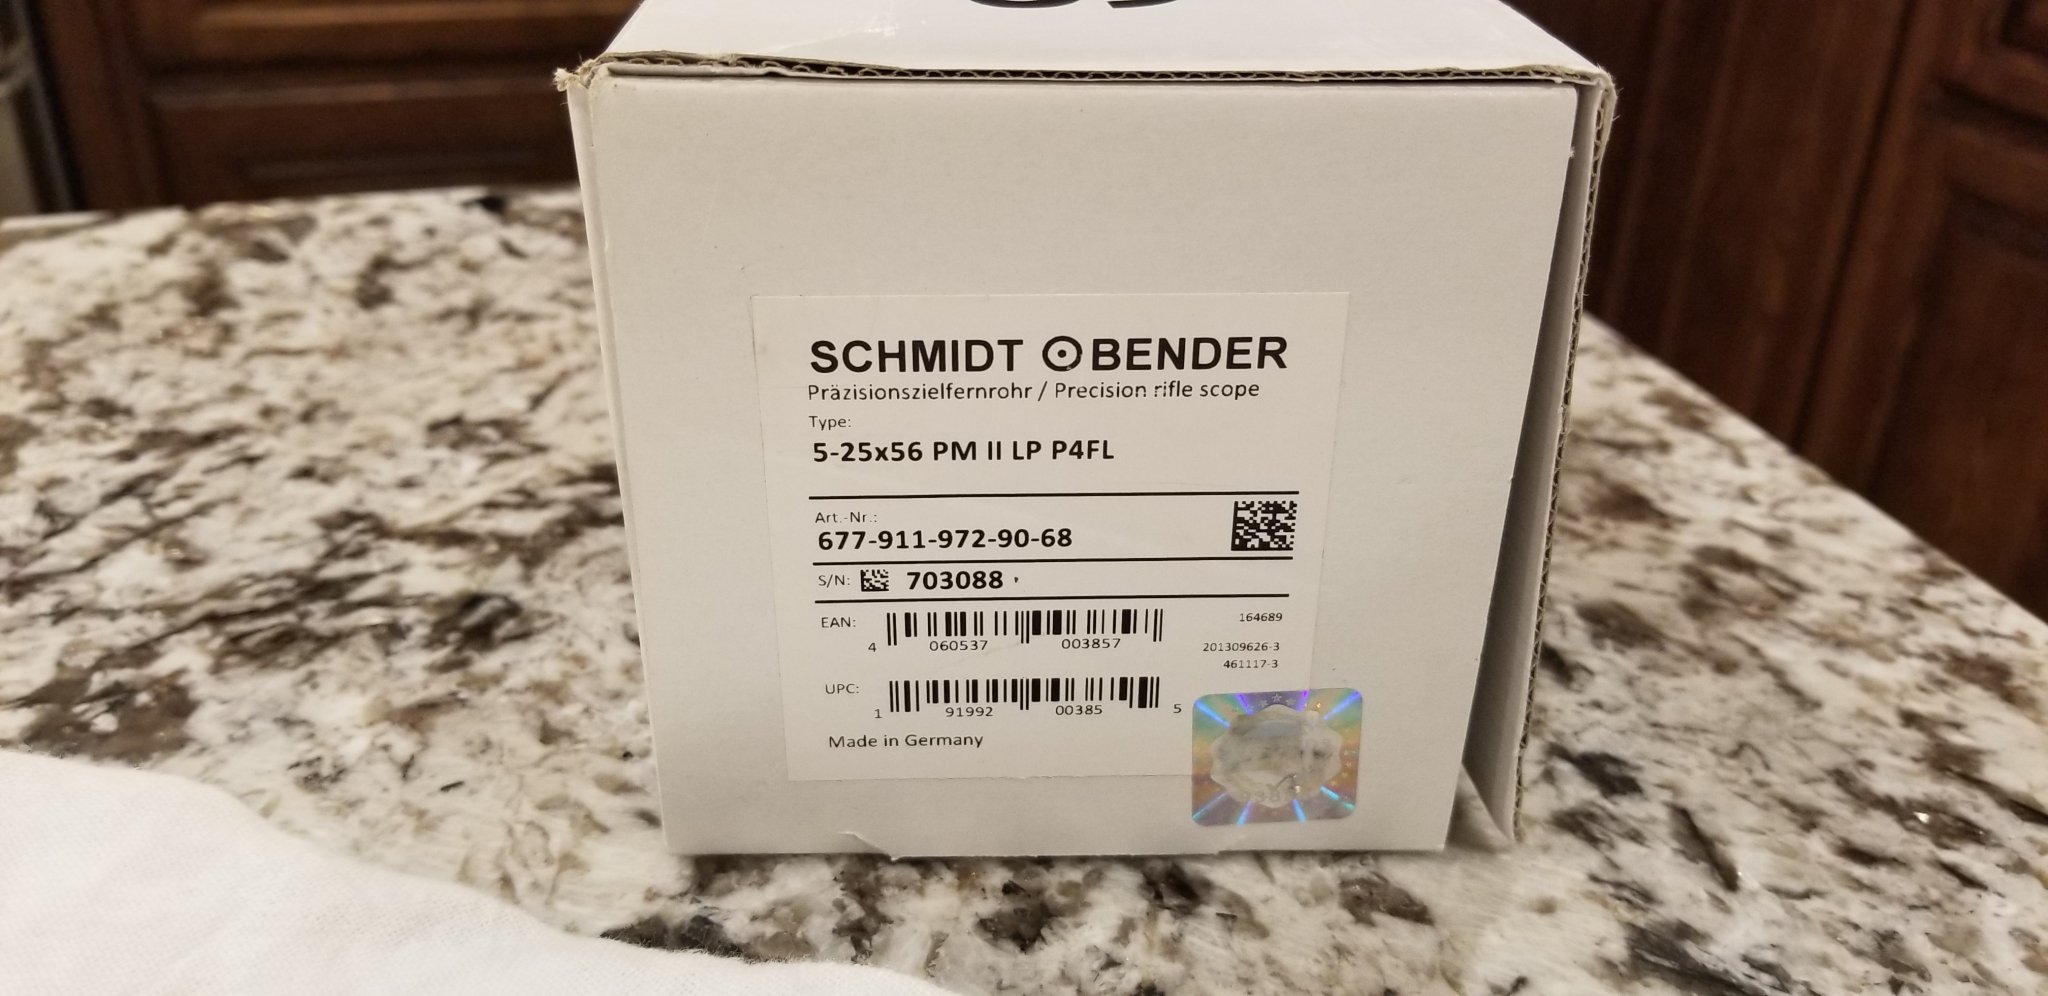 SCHMIDT BENDER
Präzisionszielfernrohr / Precision rifle scope
Type:
5-25x56 PM II LP P4FL
Art.-Nr.:
677-911-972-90-68
S/N: 703088
EAN:
4 060537 003857
164689
201309626-3
461117-3
UPC:
1 91992 00385 5
Made in Germany